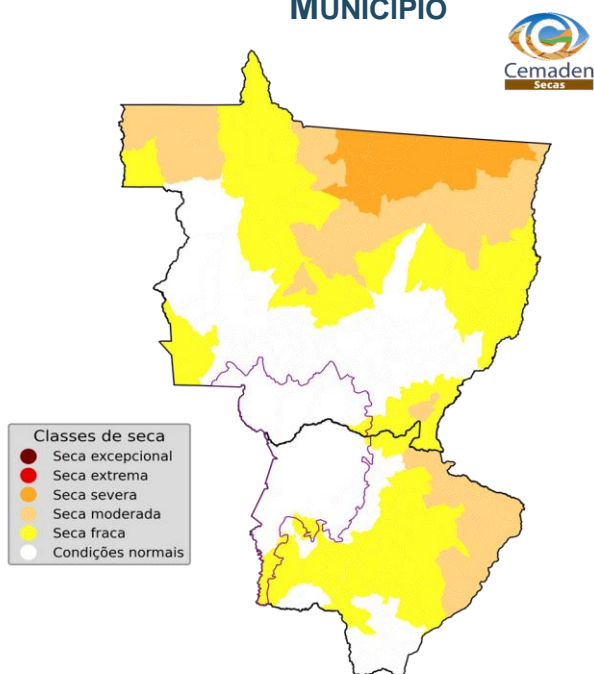 MUNICÍPIO
Cemaden
Secas
Classes de seca
Seca excepcional
Seca extrema
Seca severa
Seca moderada
Seca fraca
Condições normais